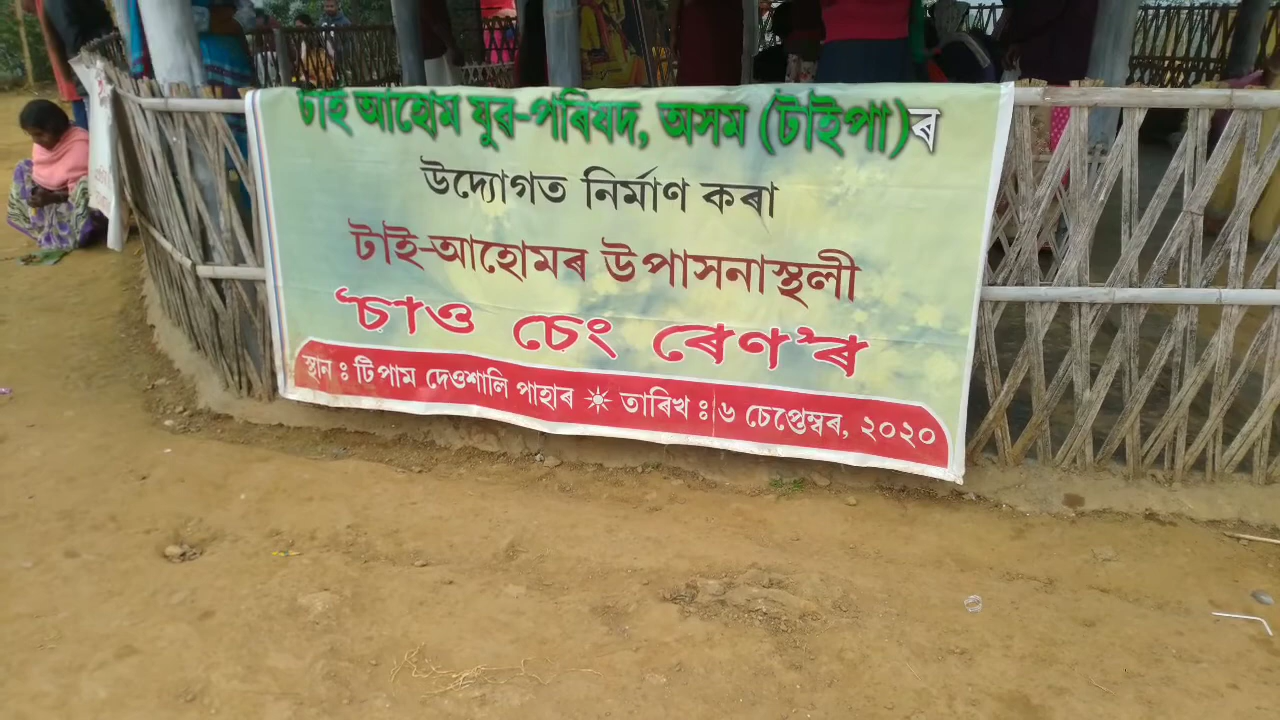 টাই আহোম যুৱ-পৰিষদ, অসম (টাইপা)ৰ
উদ্যোগত নিৰ্মাণ কৰা
টাই-আহোমৰ উপাসনাস্থলী
'চাও চেং ৰেণ'ৰ
স্থান : টিপাম দেওশালি পাহাৰ ☀ তাৰিখ : ৬ চেপ্তেম্বৰ, ২০২০